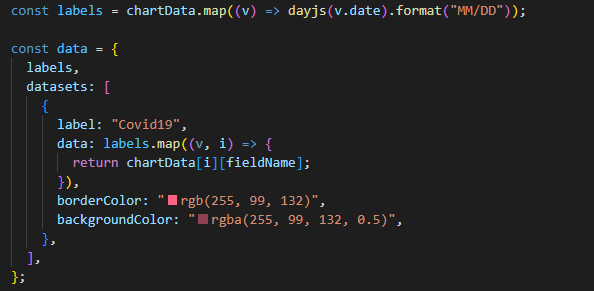 const labels = chartData.map((v) => dayjs(v.date).format("MM/DD"));
const data = {
labels,
datasets: [
{
label: "Covid19",
data: labels.map((v, i) => {
return chartData[i][fieldName];
}),
borderColor: "rgb(255, 99, 132)",
backgroundColor: "rgba(255, 99, 132, 0.5)",
},
],
};